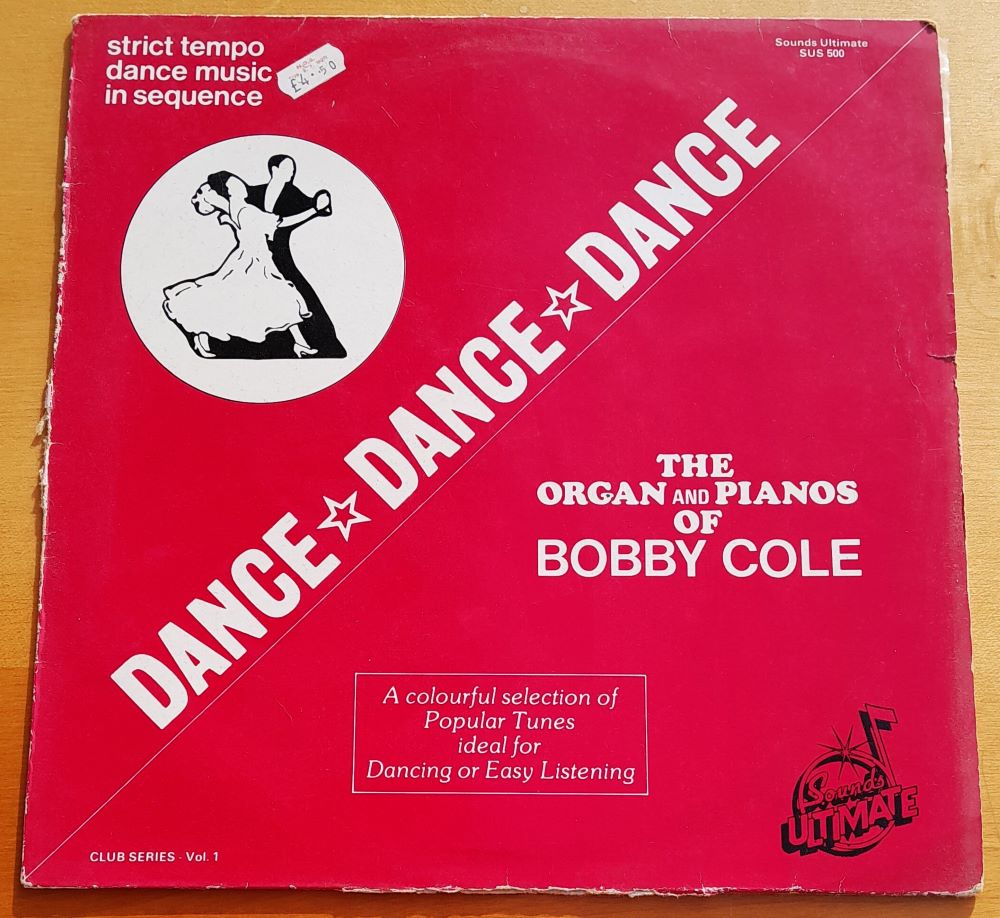 strict tempo
dance music
in sequence
£4.50
Sounds Ultimate
SUS 500
DANCE☆DANCE☆DANCE
THE
ORGAN AND PIANOS
OF
BOBBY COLE
A colourful selection of
Popular Tunes
ideal for
Dancing or Easy Listening
Sounds
ULTIMATE
CLUB SERIES - Vol. 1